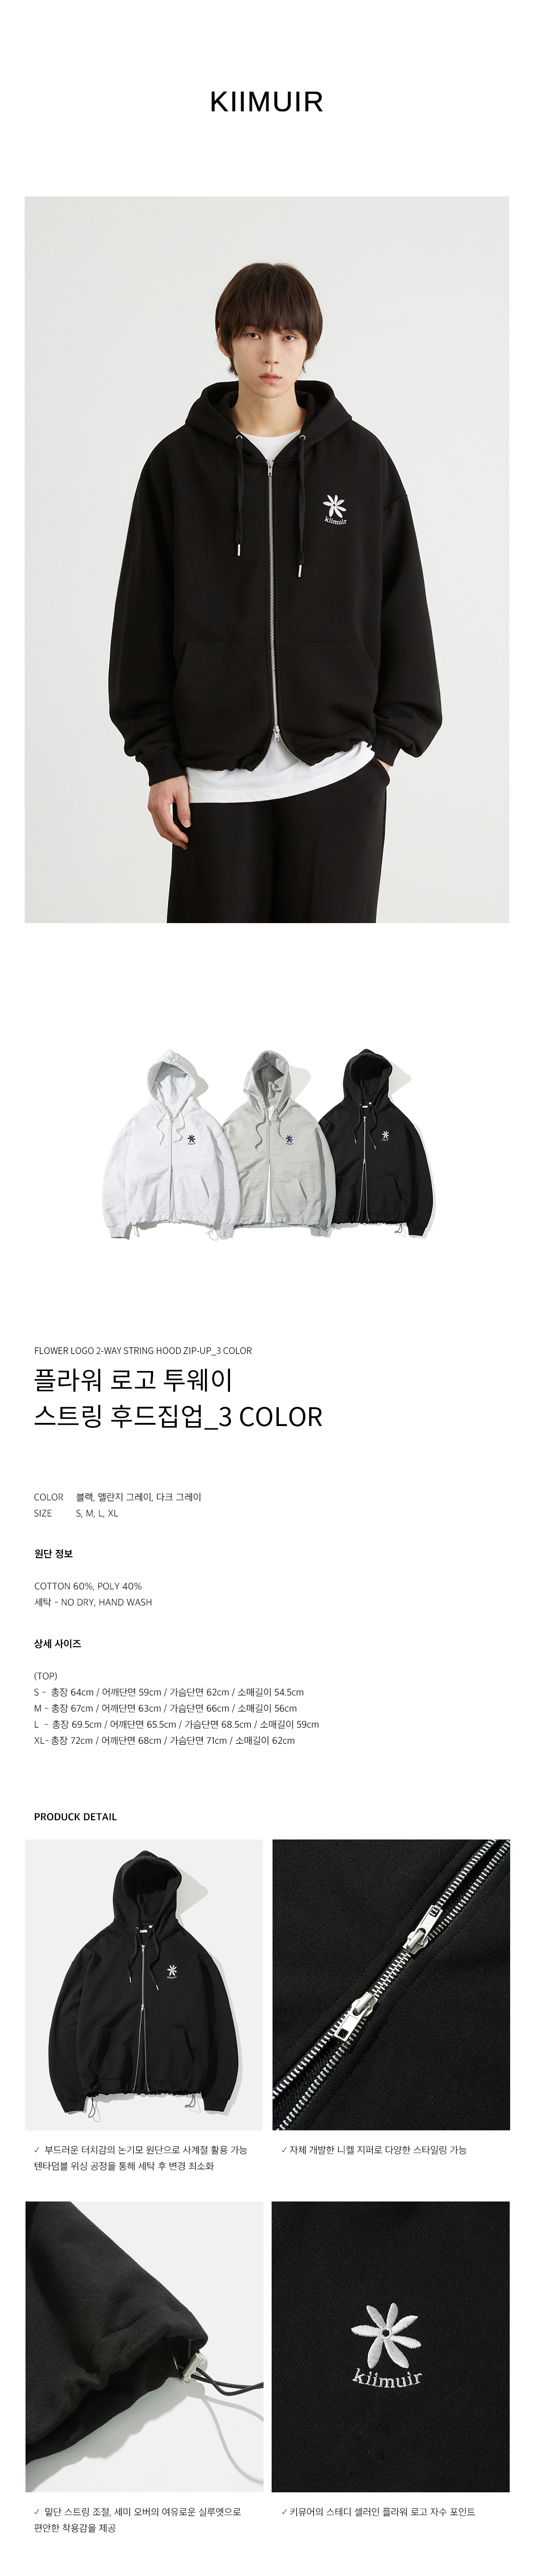 KIIMUIR
kiimuir
FLOWER LOGO 2-WAY STRING HOOD ZIP-UP_3 COLOR
플라워 로고 투웨이
스트링 후드집업_3 COLOR
COLOR 블랙, 멜란지 그레이, 다크 그레이
SIZE S, M, L, XL
원단 정보
COTTON 60%, POLY 40%
세탁 - NO DRY, HAND WASH
상세 사이즈
(TOP)
S - 총장 64cm / 어깨단면 59cm / 가슴단면 62cm / 소매길이 54.5cm
M - 총장 67cm / 어깨단면 63cm / 가슴단면 66cm / 소매길이 56cm
L - 총장 69.5cm / 어깨단면 65.5cm / 가슴단면 68.5cm / 소매길이 59cm
XL- 총장 72cm / 어깨단면 68cm / 가슴단면 71cm / 소매길이 62cm
PRODUCK DETAIL
✓ 부드러운 터치감의 논기모 원단으로 사계절 활용 가능
텐타덤블 위싱 공정을 통해 세탁 후 변경 최소화
✓ 자체 개발한 니켈 지퍼로 다양한 스타일링 가능
kiimuir
✓ 밑단 스트링 조절, 세미 오버의 여유로운 실루엣으로
편안한 착용감을 제공
✓ 키뮤어의 스테디 셀러인 플라워 로고 자수 포인트